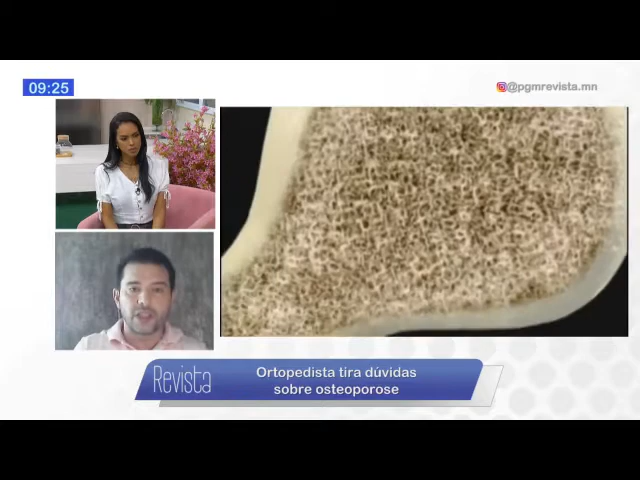 09:25
@pgmrevista.mn
Revista
Ortopedista tira dúvidas
sobre osteoporose